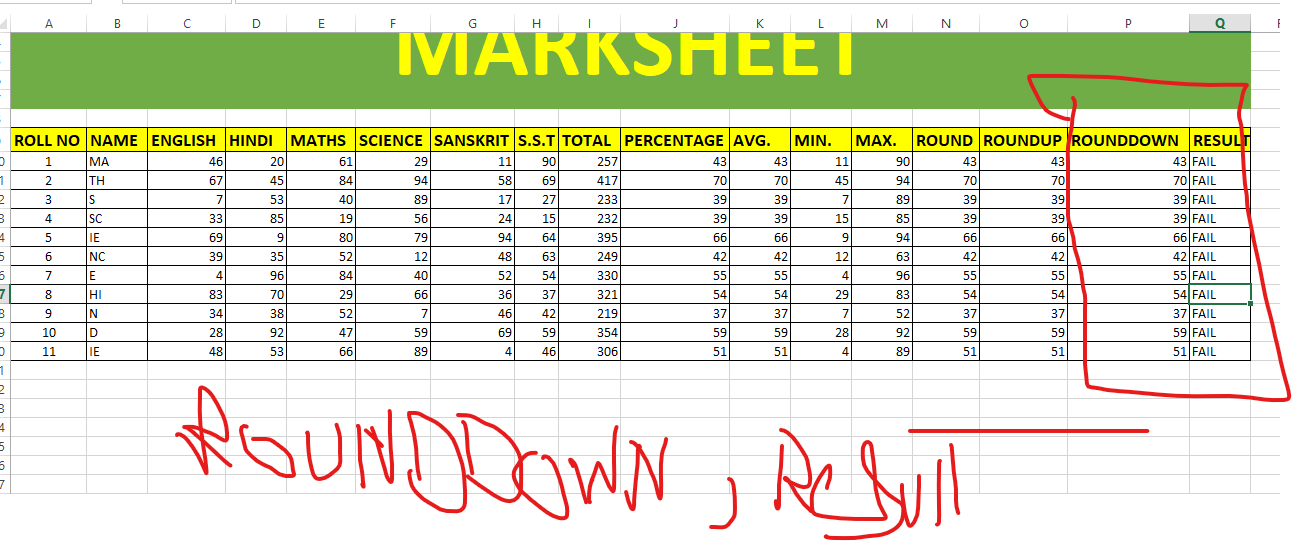 A B C D E F G H I J K L M N O P Q
MARKSHEET
ROLL NO NAME ENGLISH HINDI MATHS SCIENCE SANSKRIT S.S.T TOTAL PERCENTAGE AVG. MIN. MAX. ROUND ROUNDUP ROUNDDOWN RESULT
1 MA 46 20 61 29 11 90 257 43 43 11 90 43 43 43 FAIL
2 TH 67 45 84 94 58 69 417 70 70 45 94 70 70 70 FAIL
3 S 7 53 40 89 17 27 233 39 39 7 89 39 39 39 FAIL
4 SC 33 85 19 56 24 15 232 39 39 15 85 39 39 39 FAIL
5 IE 69 9 80 79 94 64 395 66 66 9 94 66 66 66 FAIL
6 NC 39 35 52 12 48 63 249 42 42 12 63 42 42 42 FAIL
7 E 4 96 84 40 52 54 330 55 55 4 96 55 55 55 FAIL
8 HI 83 70 29 66 36 37 321 54 54 29 83 54 54 54 FAIL
9 N 34 38 52 7 46 42 219 37 37 7 52 37 37 37 FAIL
10 D 28 92 47 59 69 59 354 59 59 28 92 59 59 59 FAIL
11 IE 48 53 66 89 4 46 306 51 51 4 89 51 51 51 FAIL
ROUNDDOWN ,